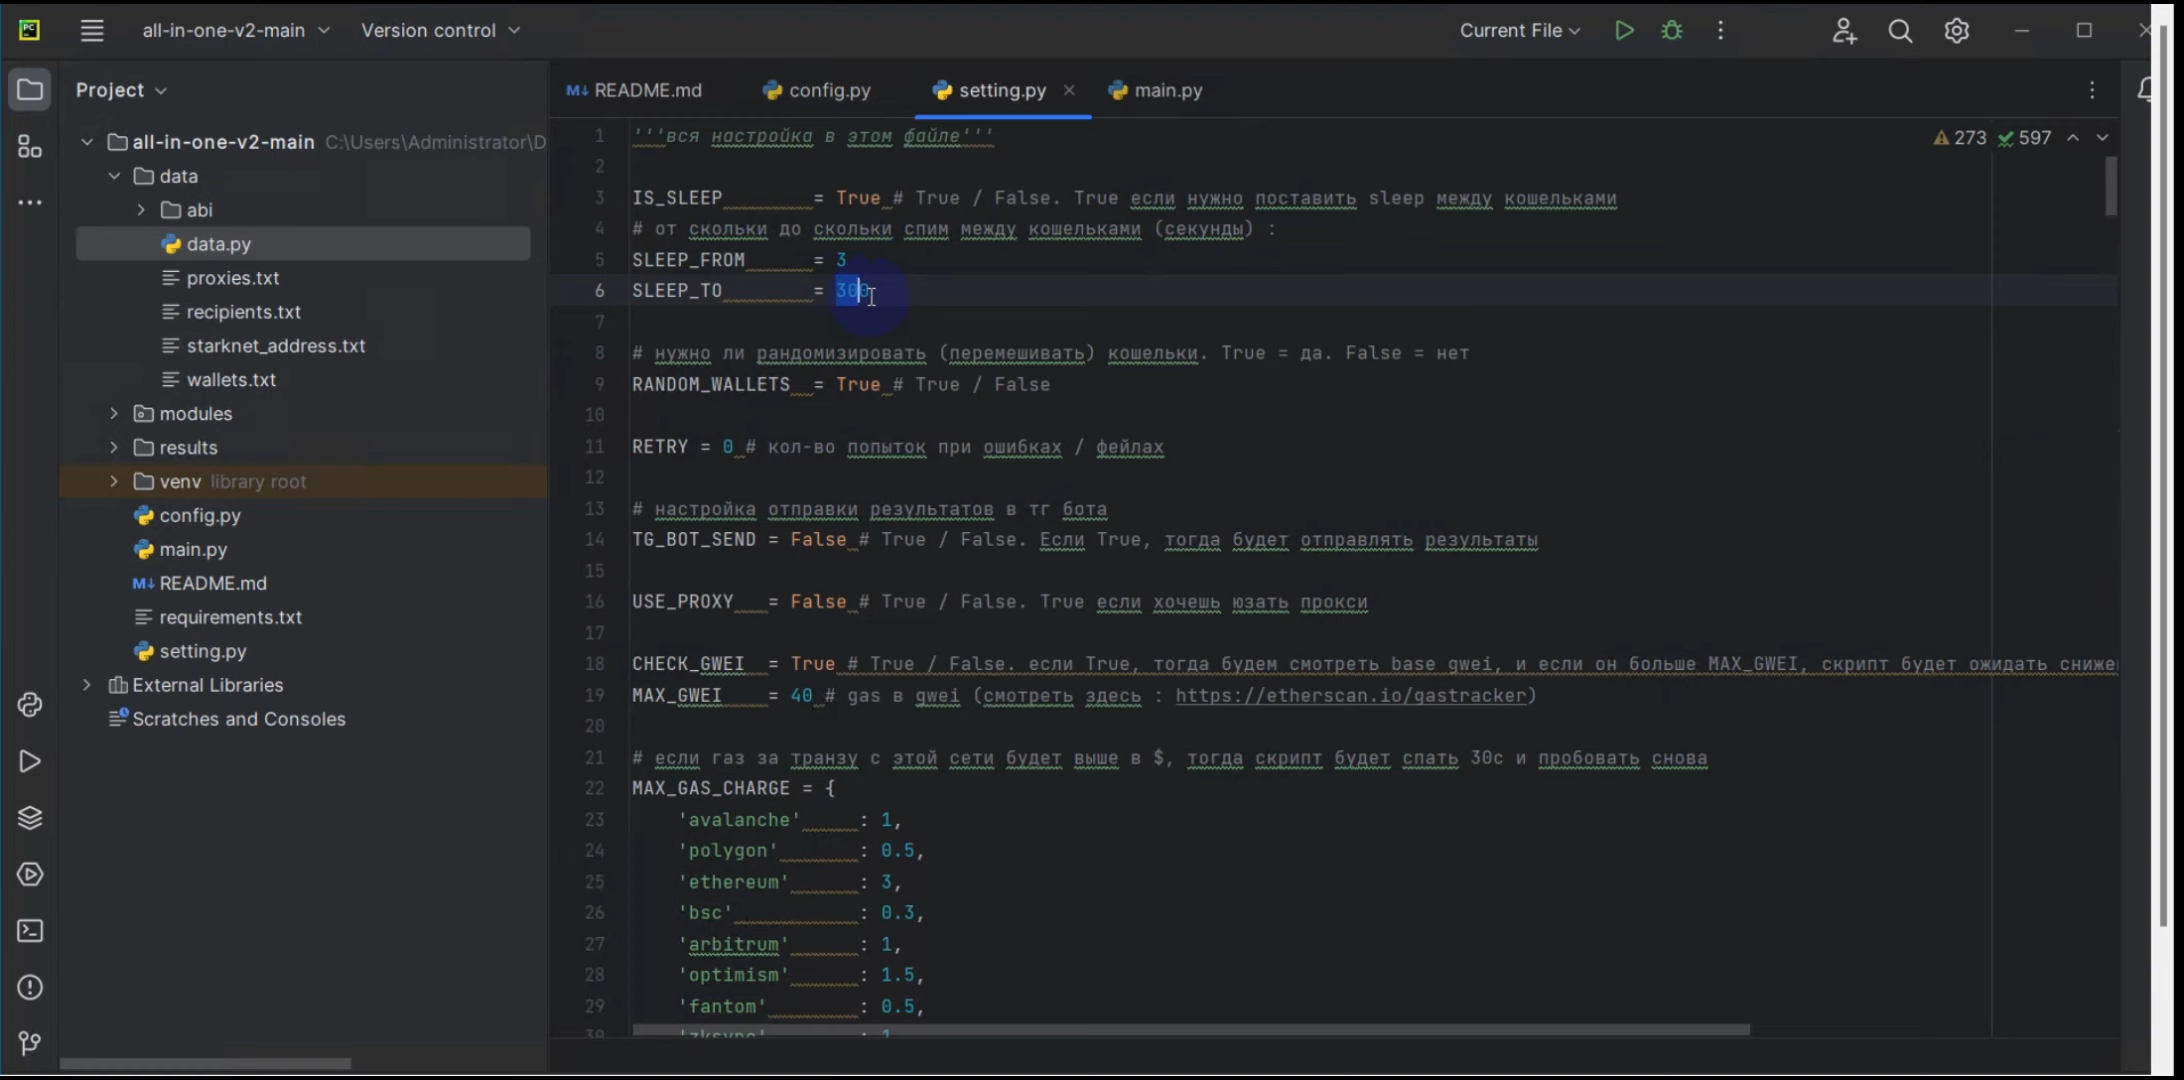 all-in-one-v2-main
Version control
Current File
Project
README.md
config.py
setting.py
main.py
all-in-one-v2-main C:\Users\Administrator\D
data
abi
data.py
proxies.txt
recipients.txt
starknet_address.txt
wallets.txt
modules
results
venv library root
config.py
main.py
README.md
requirements.txt
setting.py
External Libraries
Scratches and Consoles
273 597
1 '''вся настройка в этом файле'''
2
3 IS_SLEEP = True # True / False. True если нужно поставить sleep между кошельками
4 # от скольки до скольки спим между кошельками (секунды) :
5 SLEEP_FROM = 3
6 SLEEP_TO = 300
7
8 # нужно ли рандомизировать (перемешивать) кошельки. True = да. False = нет
9 RANDOM_WALLETS = True # True / False
10
11 RETRY = 0 # кол-во попыток при ошибках / фейлах
12
13 # настройка отправки результатов в тг бота
14 TG_BOT_SEND = False # True / False. Если True, тогда будет отправлять результаты
15
16 USE_PROXY = False # True / False. True если хочешь юзать прокси
17
18 CHECK_GWEI = True # True / False. если True, тогда будем смотреть base gwei, и если он больше MAX_GWEI, скрипт будет ожидать сниже
19 MAX_GWEI = 40 # gas в gwei (смотреть здесь : https://etherscan.io/gastracker)
20
21 # если газ за транзу с этой сети будет выше в $, тогда скрипт будет спать 30с и пробовать снова
22 MAX_GAS_CHARGE = {
23 'avalanche' : 1,
24 'polygon' : 0.5,
25 'ethereum' : 3,
26 'bsc' : 0.3,
27 'arbitrum' : 1,
28 'optimism' : 1.5,
29 'fantom' : 0.5,
30 'zksync' : 1